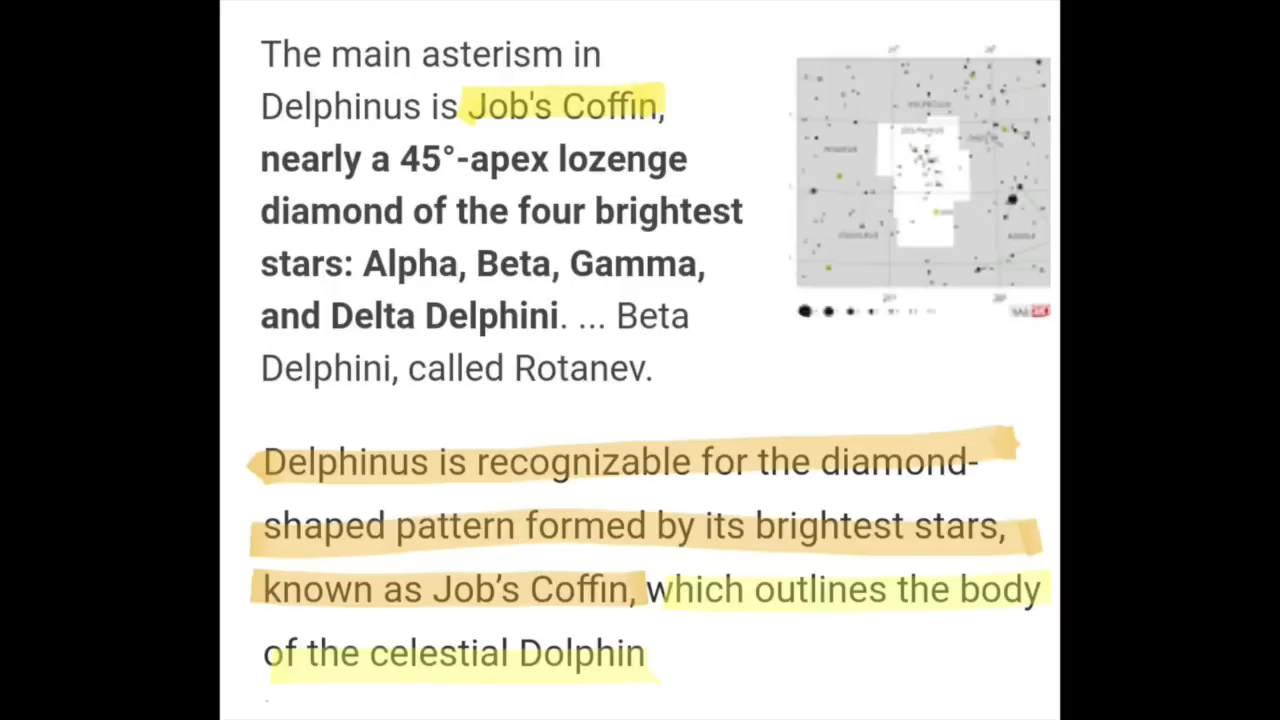 The main asterism in
Delphinus is Job's Coffin,
nearly a 45°-apex lozenge
diamond of the four brightest
stars: Alpha, Beta, Gamma,
and Delta Delphini. ... Beta
Delphini, called Rotanev.
DELPHINUS
Delphinus is recognizable for the diamond-
shaped pattern formed by its brightest stars,
known as Job’s Coffin, which outlines the body
of the celestial Dolphin